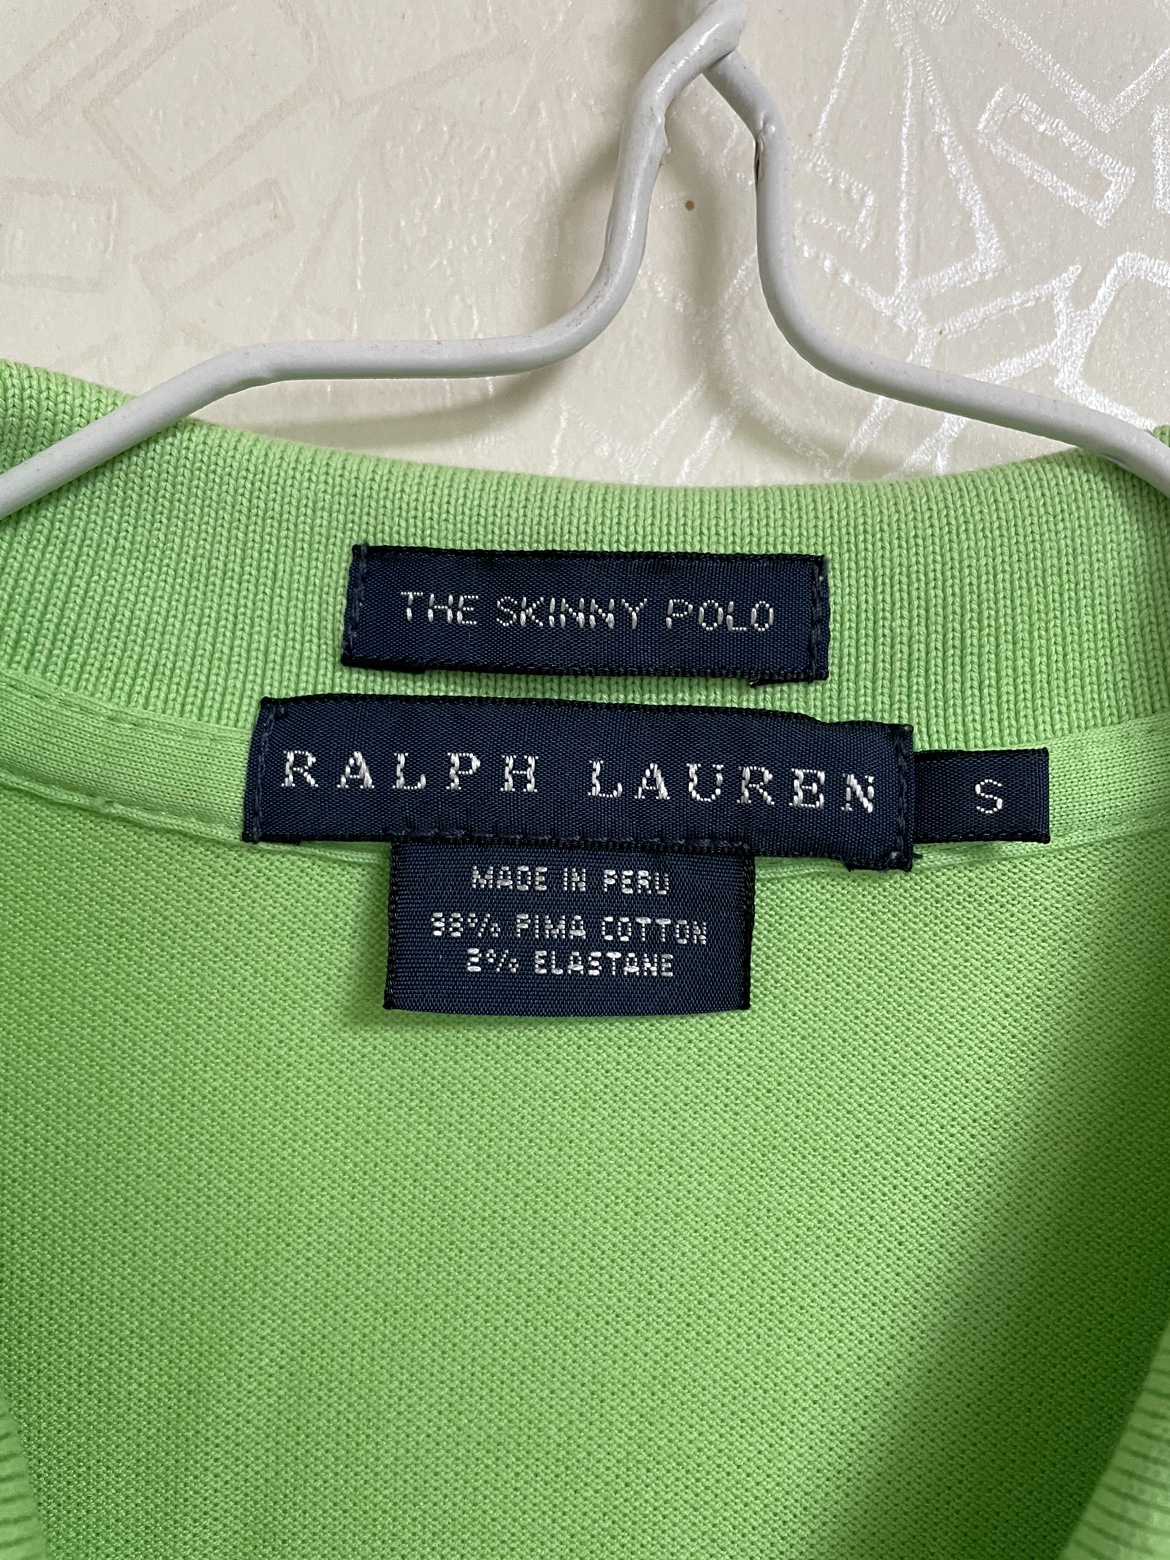 THE SKINNY POLO
RALPH LAUREN
S
MADE IN PERU
98% PIMA COTTON
2% ELASTANE